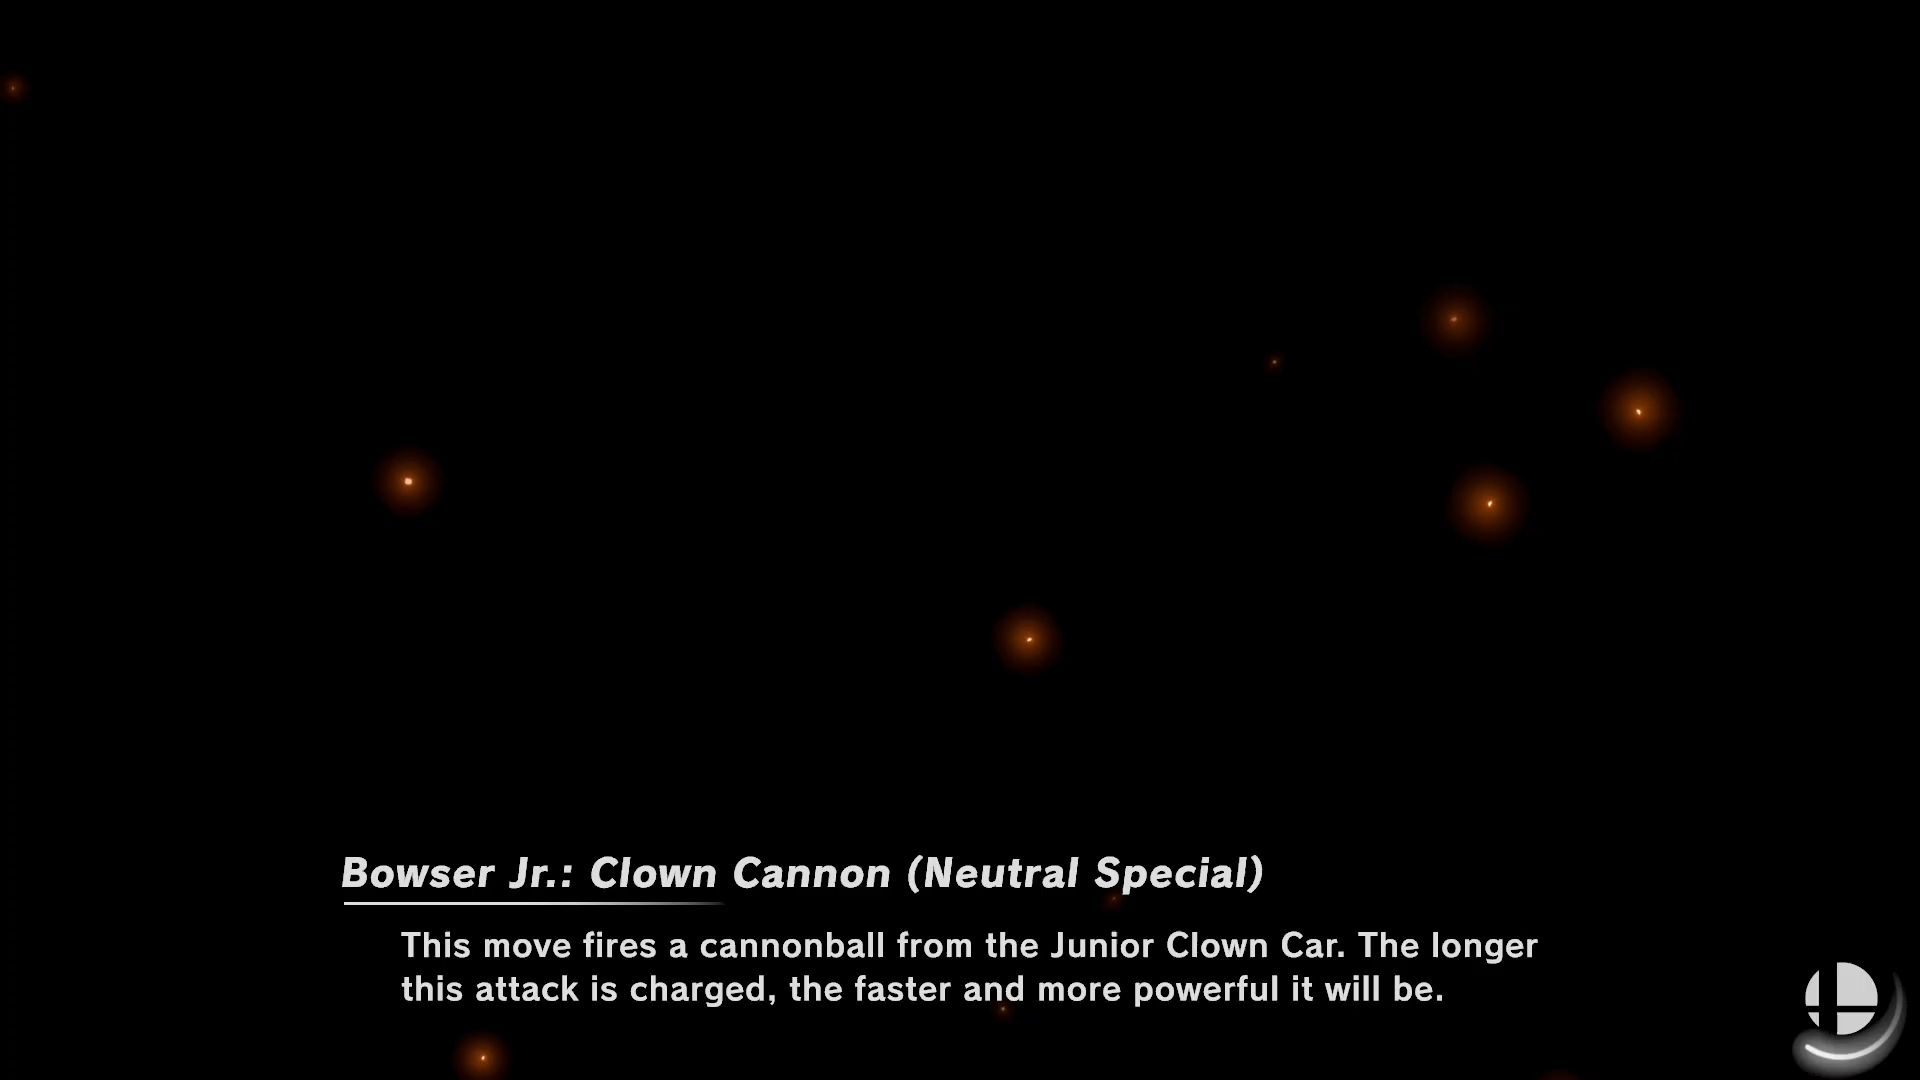 Bowser Jr.: Clown Cannon (Neutral Special)
This move fires a cannonball from the Junior Clown Car. The longer
this attack is charged, the faster and more powerful it will be.